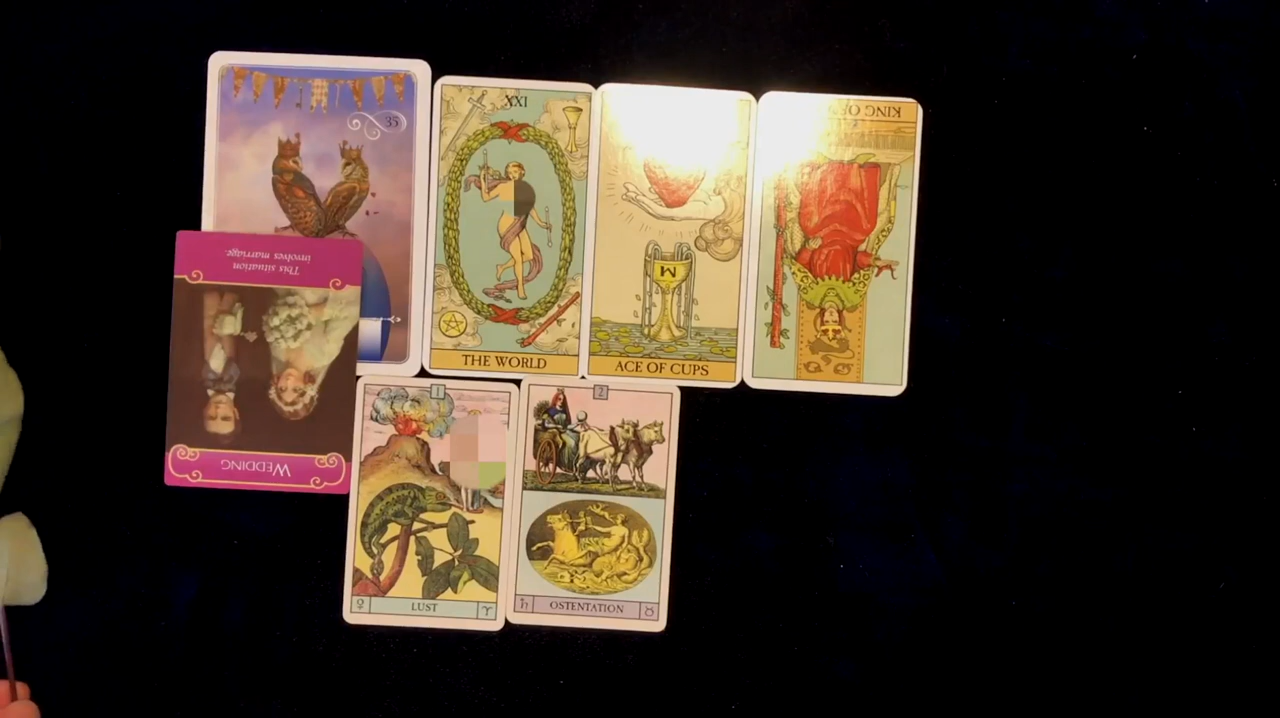 35
XXI
THE WORLD
ACE OF CUPS
KING OF
This situation
involves marriage.
WEDDING
1
LUST
2
OSTENTATION